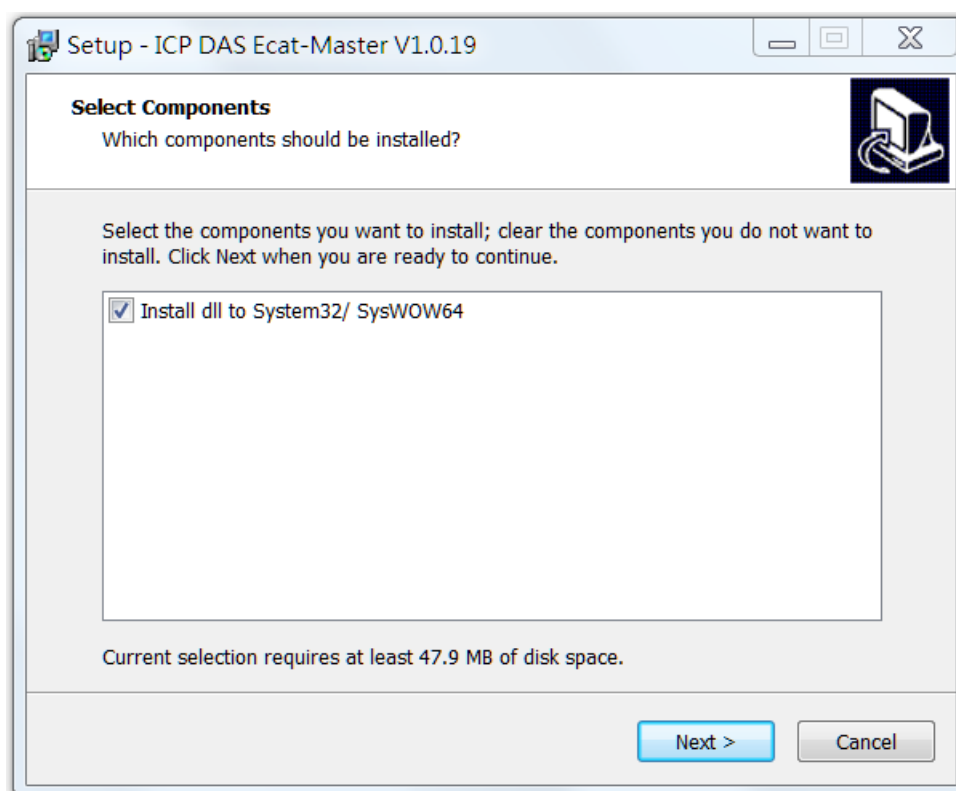 Setup - ICP DAS Ecat-Master V1.0.19
Select Components
Which components should be installed?
Select the components you want to install; clear the components you do not want to
install. Click Next when you are ready to continue.
Install dll to System32/ SysWOW64
Current selection requires at least 47.9 MB of disk space.
Next >
Cancel